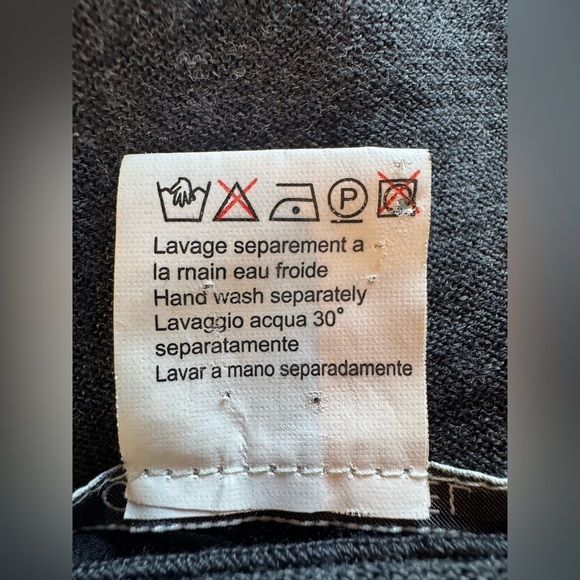 P
Lavage separement a
la rnain eau froide
Hand wash separately
Lavaggio acqua 30°
separatamente
Lavar a mano separadamente